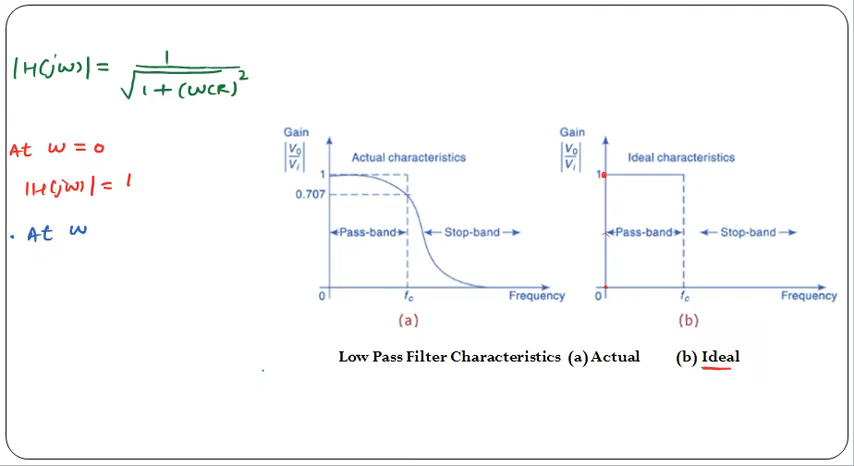 |H(jω)| = 1 / √1 + (ωCR)²
At ω = 0
|H(jω)| = 1
. At ω
Gain
|V₀/Vᵢ|
Actual characteristics
1
0.707
Pass-band
Stop-band
0
f꜀
Frequency
(a)
Gain
|V₀/Vᵢ|
Ideal characteristics
1
Pass-band
Stop-band
0
f꜀
Frequency
(b)
Low Pass Filter Characteristics (a) Actual (b) Ideal